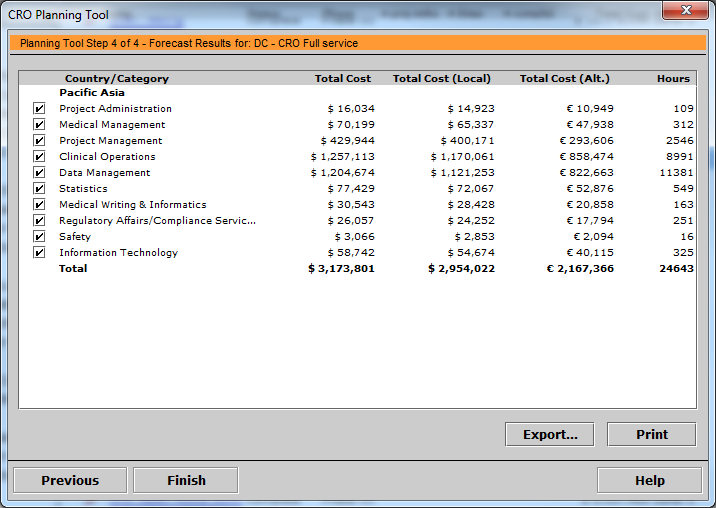 CRO Planning Tool
Planning Tool Step 4 of 4 - Forecast Results for: DC - CRO Full service
Country/Category Total Cost Total Cost (Local) Total Cost (Alt.) Hours
Pacific Asia
Project Administration $ 16,034 $ 14,923 € 10,949 109
Medical Management $ 70,199 $ 65,337 € 47,938 312
Project Management $ 429,944 $ 400,171 € 293,606 2546
Clinical Operations $ 1,257,113 $ 1,170,061 € 858,474 8991
Data Management $ 1,204,674 $ 1,121,253 € 822,663 11381
Statistics $ 77,429 $ 72,067 € 52,876 549
Medical Writing & Informatics $ 30,543 $ 28,428 € 20,858 163
Regulatory Affairs/Compliance Servic... $ 26,057 $ 24,252 € 17,794 251
Safety $ 3,066 $ 2,853 € 2,094 16
Information Technology $ 58,742 $ 54,674 € 40,115 325
Total $ 3,173,801 $ 2,954,022 € 2,167,366 24643
Export... Print
Previous Finish Help